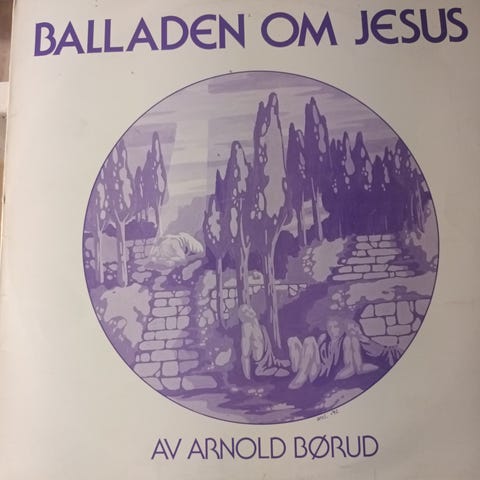 BALLADEN OM JESUS
AV ARNOLD BØRUD